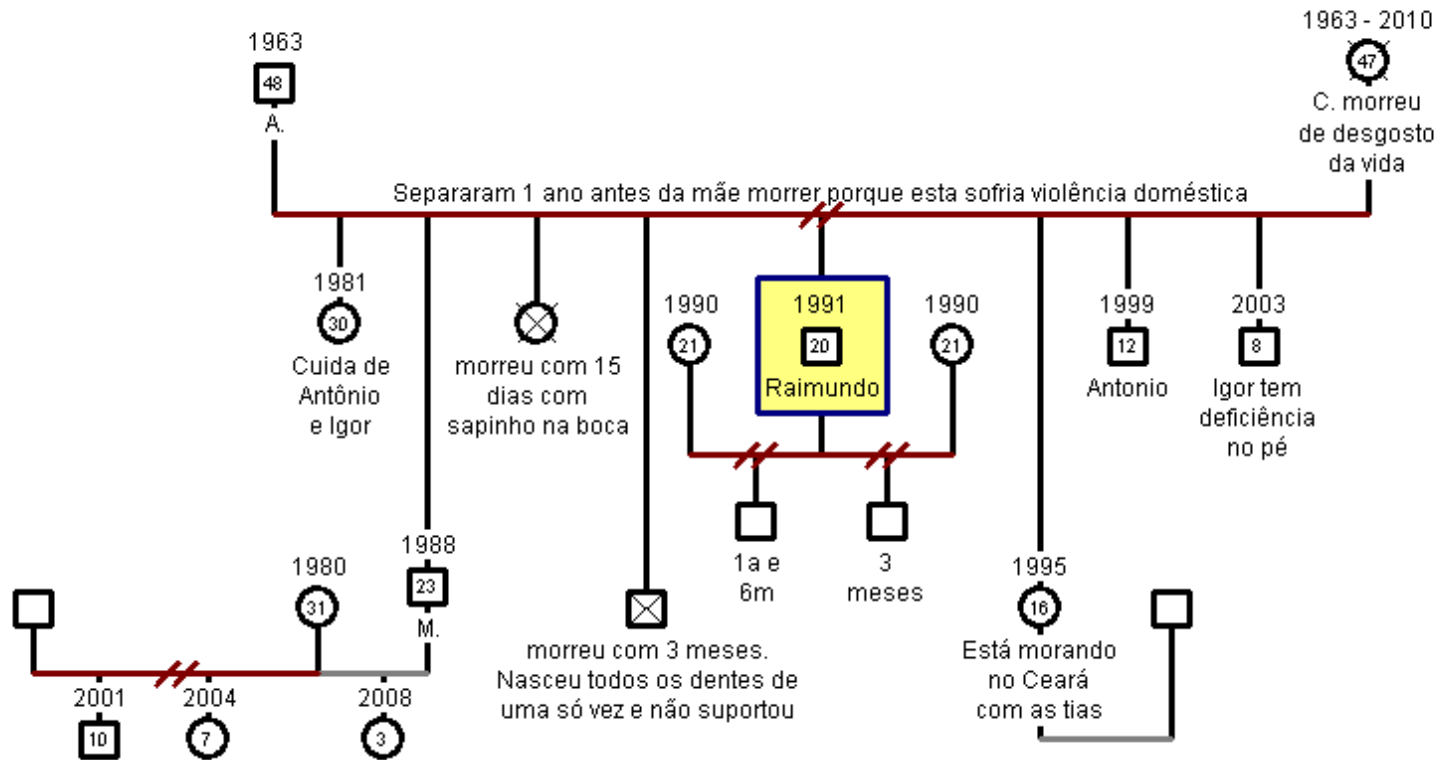 1963 - 2010
47
C. morreu
de desgosto
da vida
1963
48
A.
Separaram 1 ano antes da mãe morrer porque esta sofria violência doméstica
1981
30
Cuida de
Antônio
e Igor
morreu com 15
dias com
sapinho na boca
1990
21
1991
20
Raimundo
1990
21
1999
12
Antonio
2003
8
Igor tem
deficiência
no pé
1a e
6m
3
meses
1980
31
1988
23
M.
morreu com 3 meses.
Nasceu todos os dentes de
uma só vez e não suportou
1995
16
Está morando
no Ceará
com as tias
2001
10
2004
7
2008
3